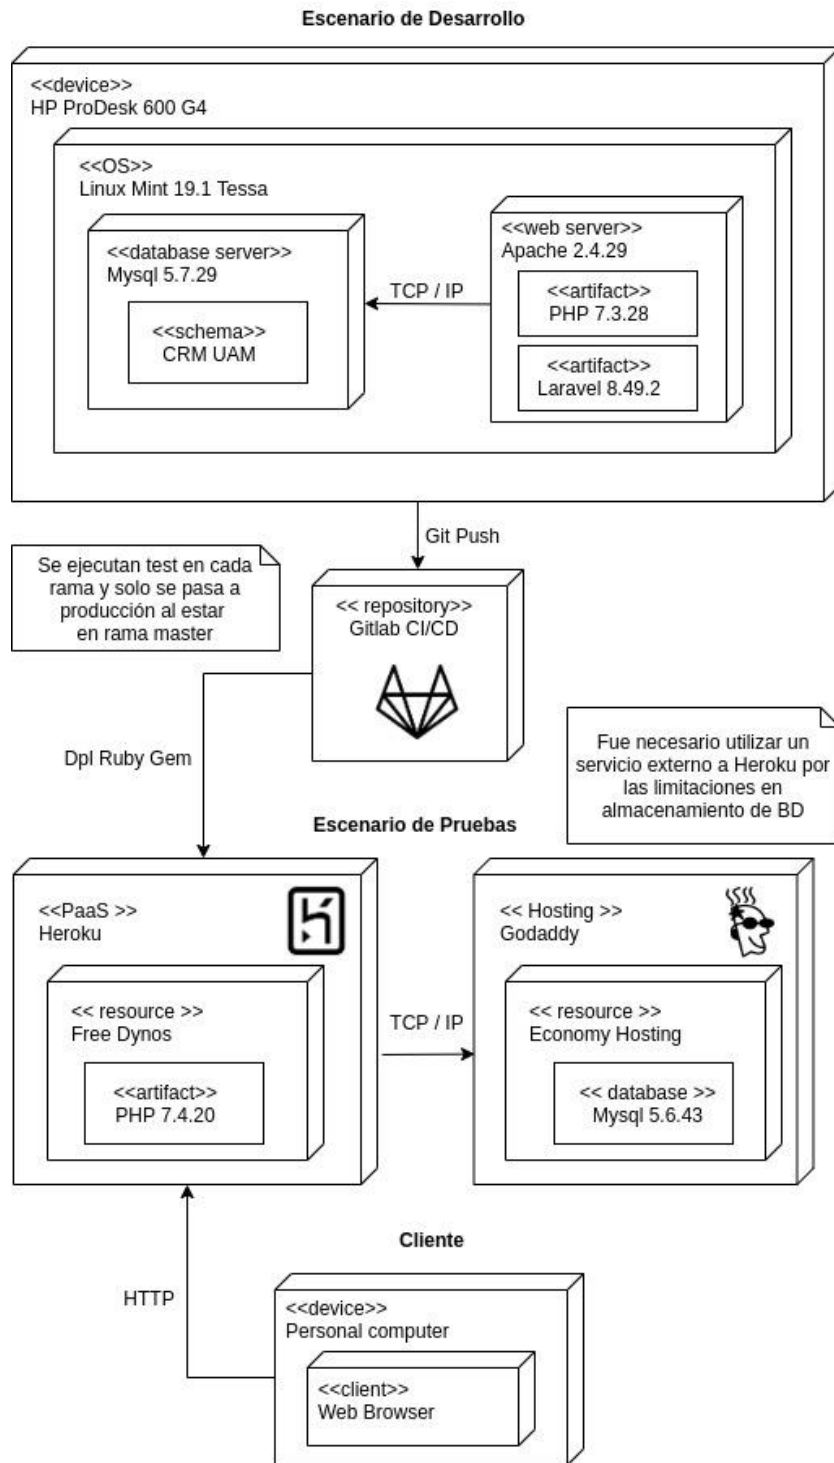 Escenario de Desarrollo
<<device>>
HP ProDesk 600 G4
<<OS>>
Linux Mint 19.1 Tessa
<<database server>>
Mysql 5.7.29
<<schema>>
CRM UAM
TCP / IP
<<web server>>
Apache 2.4.29
<<artifact>>
PHP 7.3.28
<<artifact>>
Laravel 8.49.2
Git Push
Se ejecutan test en cada
rama y solo se pasa a
producción al estar
en rama master
<< repository>>
Gitlab CI/CD
Dpl Ruby Gem
Fue necesario utilizar un
servicio externo a Heroku por
las limitaciones en
almacenamiento de BD
Escenario de Pruebas
<<PaaS >>
Heroku
<< resource >>
Free Dynos
<<artifact>>
PHP 7.4.20
TCP / IP
<< Hosting >>
Godaddy
<< resource >>
Economy Hosting
<< database >>
Mysql 5.6.43
Cliente
HTTP
<<device>>
Personal computer
<<client>>
Web Browser